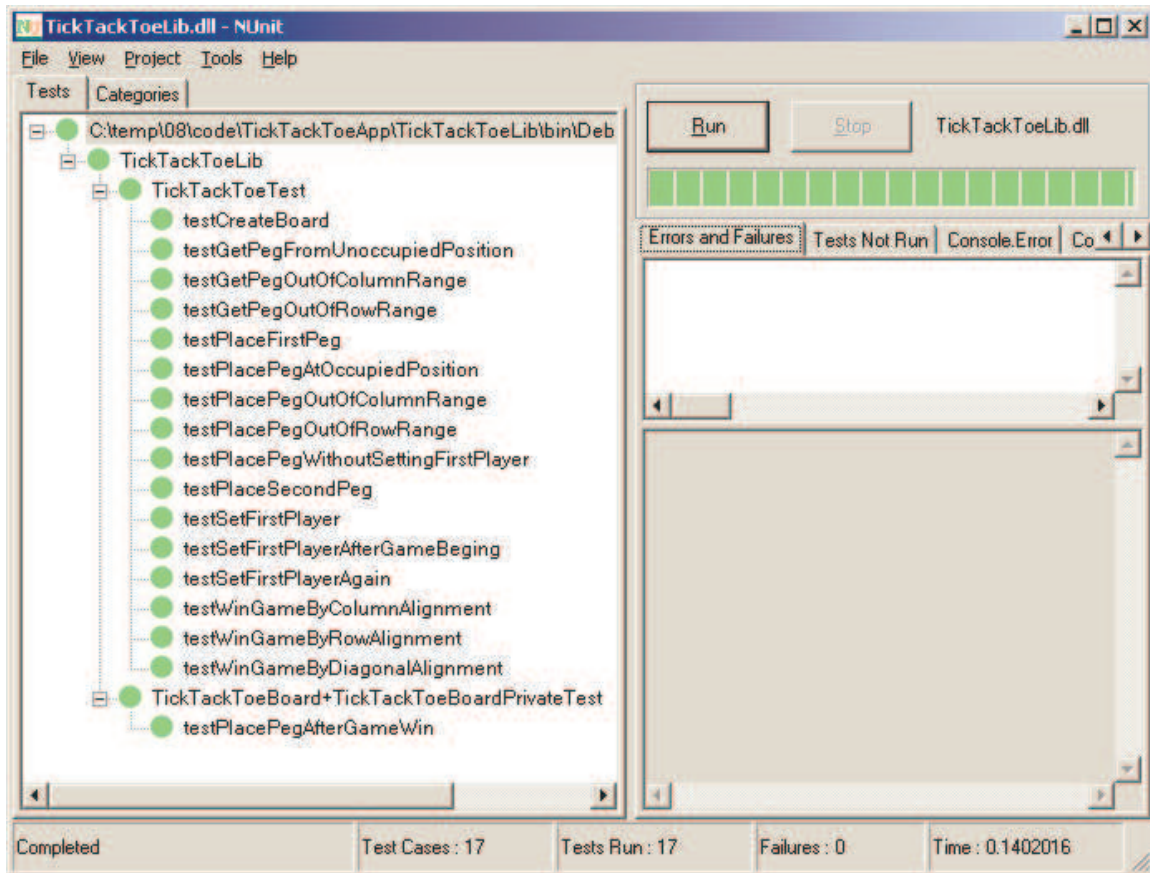 TickTackToeLib.dll - NUnit
File View Project Tools Help
Tests Categories
C:\temp\08\code\TickTackToeApp\TickTackToeLib\bin\Deb
TickTackToeLib
TickTackToeTest
testCreateBoard
testGetPegFromUnoccupiedPosition
testGetPegOutOfColumnRange
testGetPegOutOfRowRange
testPlaceFirstPeg
testPlacePegAtOccupiedPosition
testPlacePegOutOfColumnRange
testPlacePegOutOfRowRange
testPlacePegWithoutSettingFirstPlayer
testPlaceSecondPeg
testSetFirstPlayer
testSetFirstPlayerAfterGameBeging
testSetFirstPlayerAgain
testWinGameByColumnAlignment
testWinGameByRowAlignment
testWinGameByDiagonalAlignment
TickTackToeBoard+TickTackToeBoardPrivateTest
testPlacePegAfterGameWin
Run Stop TickTackToeLib.dll
Errors and Failures Tests Not Run Console.Error Co
Completed Test Cases : 17 Tests Run : 17 Failures : 0 Time : 0.1402016